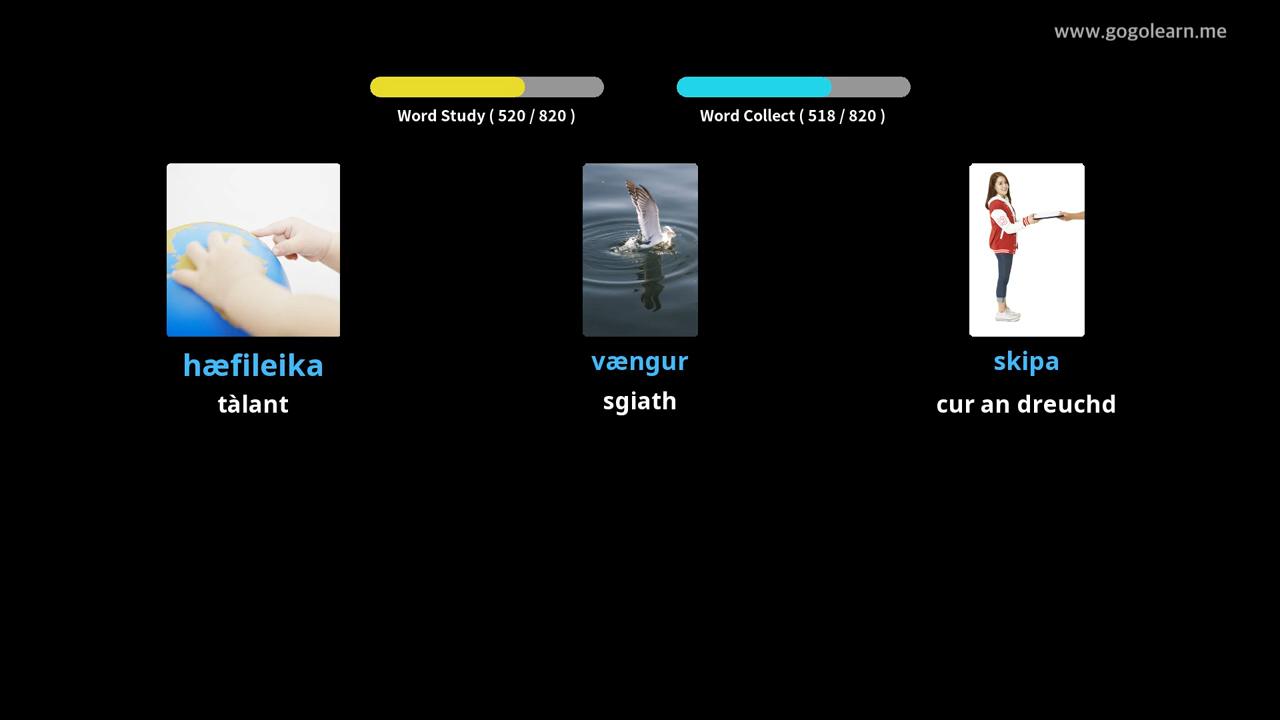 www.gogolearn.me
Word Study ( 520 / 820 )
Word Collect ( 518 / 820 )
hæfileika
tàlant
vængur
sgiath
skipa
cur an dreuchd